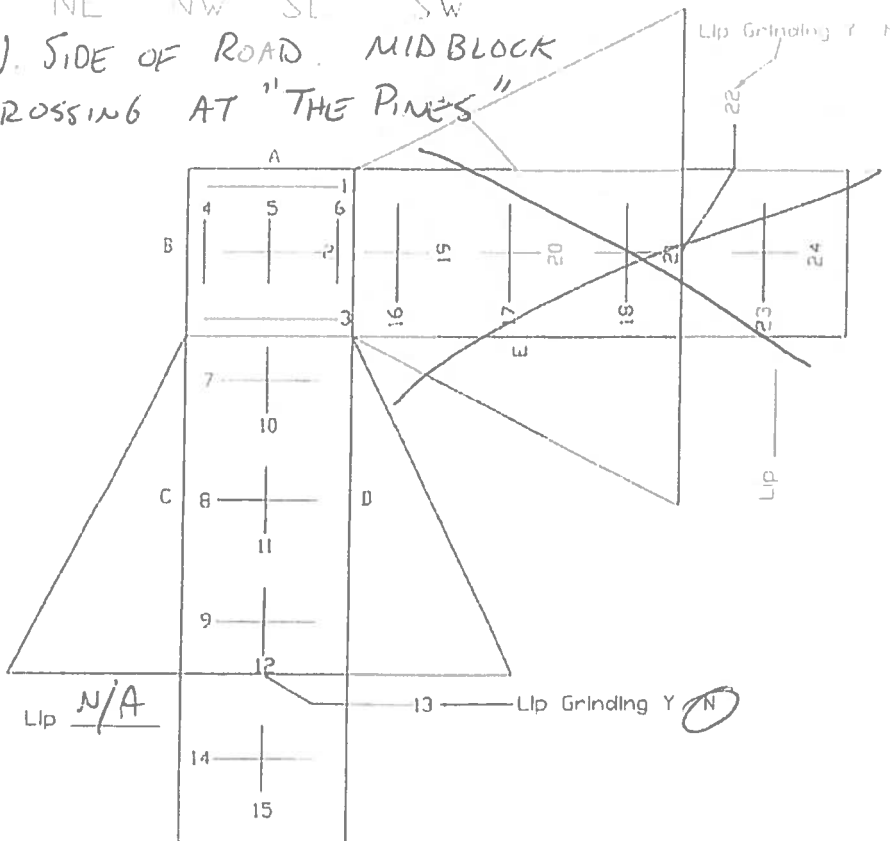 NE NW SE SW
SIDE OF ROAD. MIDBLOCK
AT "THE PINES"
Lip Grinding Y
22
A
1
4 5 6
B
2
3
19 20 21 24
16 17 18 23
E
7
10
C 8 D
11
Lip
9
12
Lip N/A
13 Lip Grinding Y N
14
15